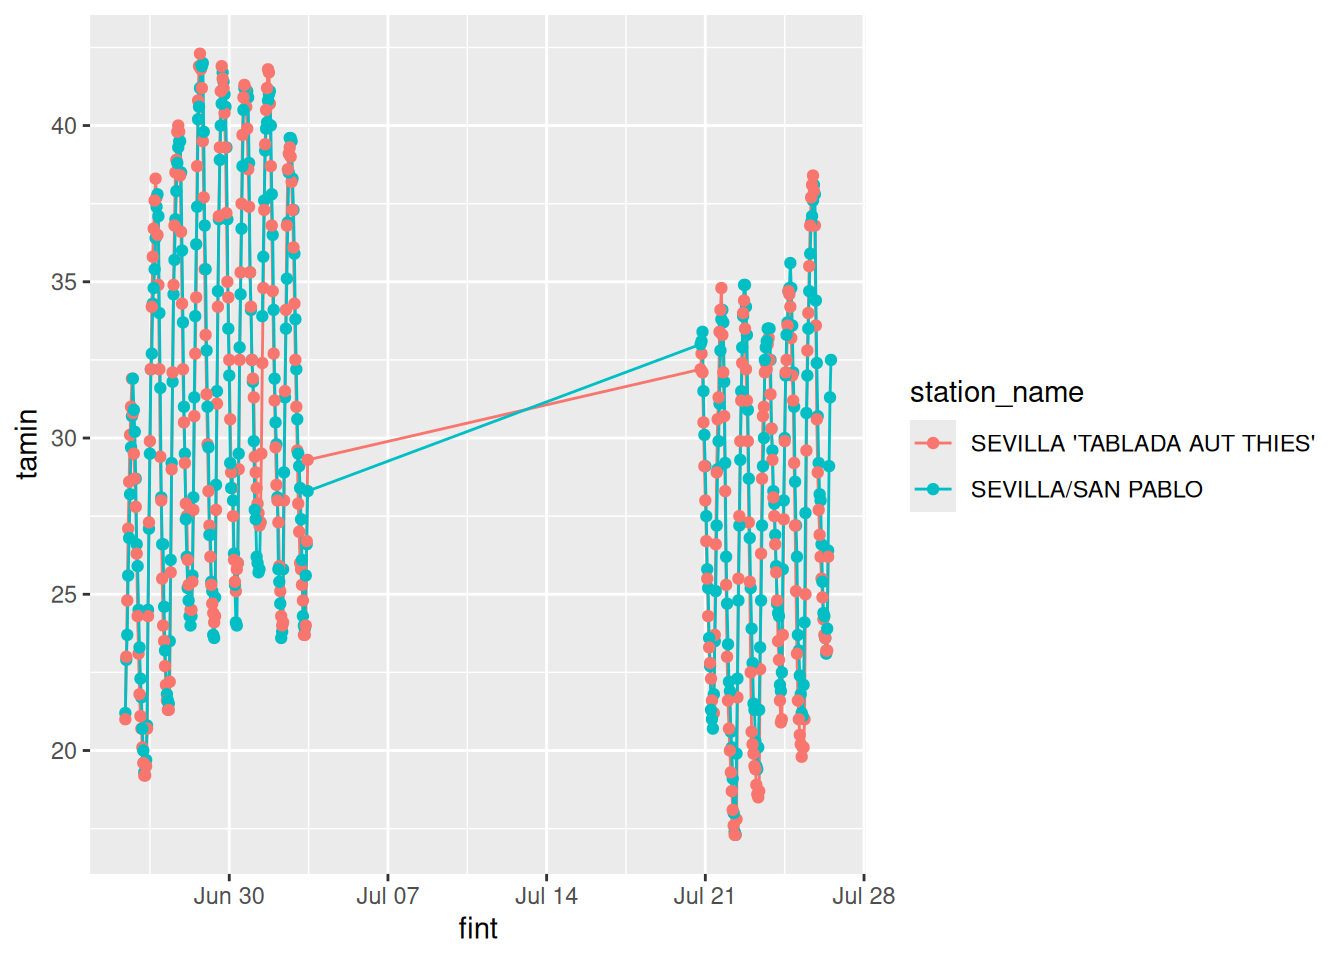 40
35
30
25
20
tamin
Jun 30
Jul 07
Jul 14
Jul 21
Jul 28
fint
station_name
SEVILLA 'TABLADA AUT THIES'
SEVILLA/SAN PABLO